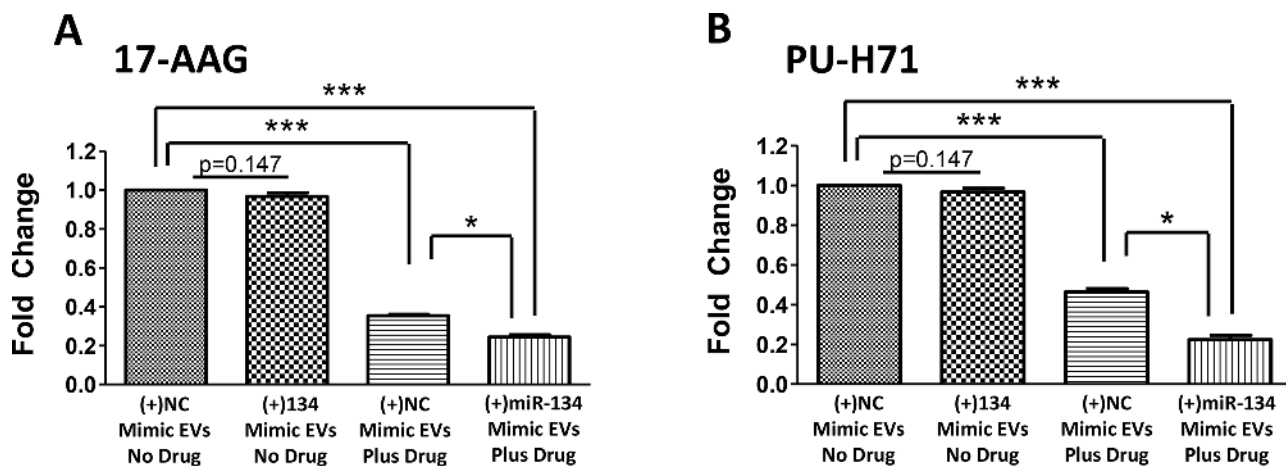 A
17-AAG
***
***
p=0.147
*
Fold Change
1.2
1.0
0.8
0.6
0.4
0.2
0.0
(+)NC
Mimic EVs
No Drug
(+)134
Mimic EVs
No Drug
(+)NC
Mimic EVs
Plus Drug
(+)miR-134
Mimic EVs
Plus Drug
B
PU-H71
***
***
p=0.147
*
Fold Change
1.2
1.0
0.8
0.6
0.4
0.2
0.0
(+)NC
Mimic EVs
No Drug
(+)134
Mimic EVs
No Drug
(+)NC
Mimic EVs
Plus Drug
(+)miR-134
Mimic EVs
Plus Drug